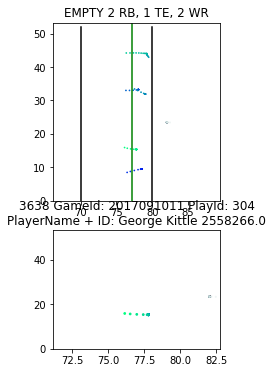 EMPTY 2 RB, 1 TE, 2 WR
50
40
30
20
10
0
70 75 80 85
3638 GameId: 2017091011 PlayId: 304
PlayerName + ID: George Kittle 2558266.0
40
20
0
72.5 75.0 77.5 80.0 82.5